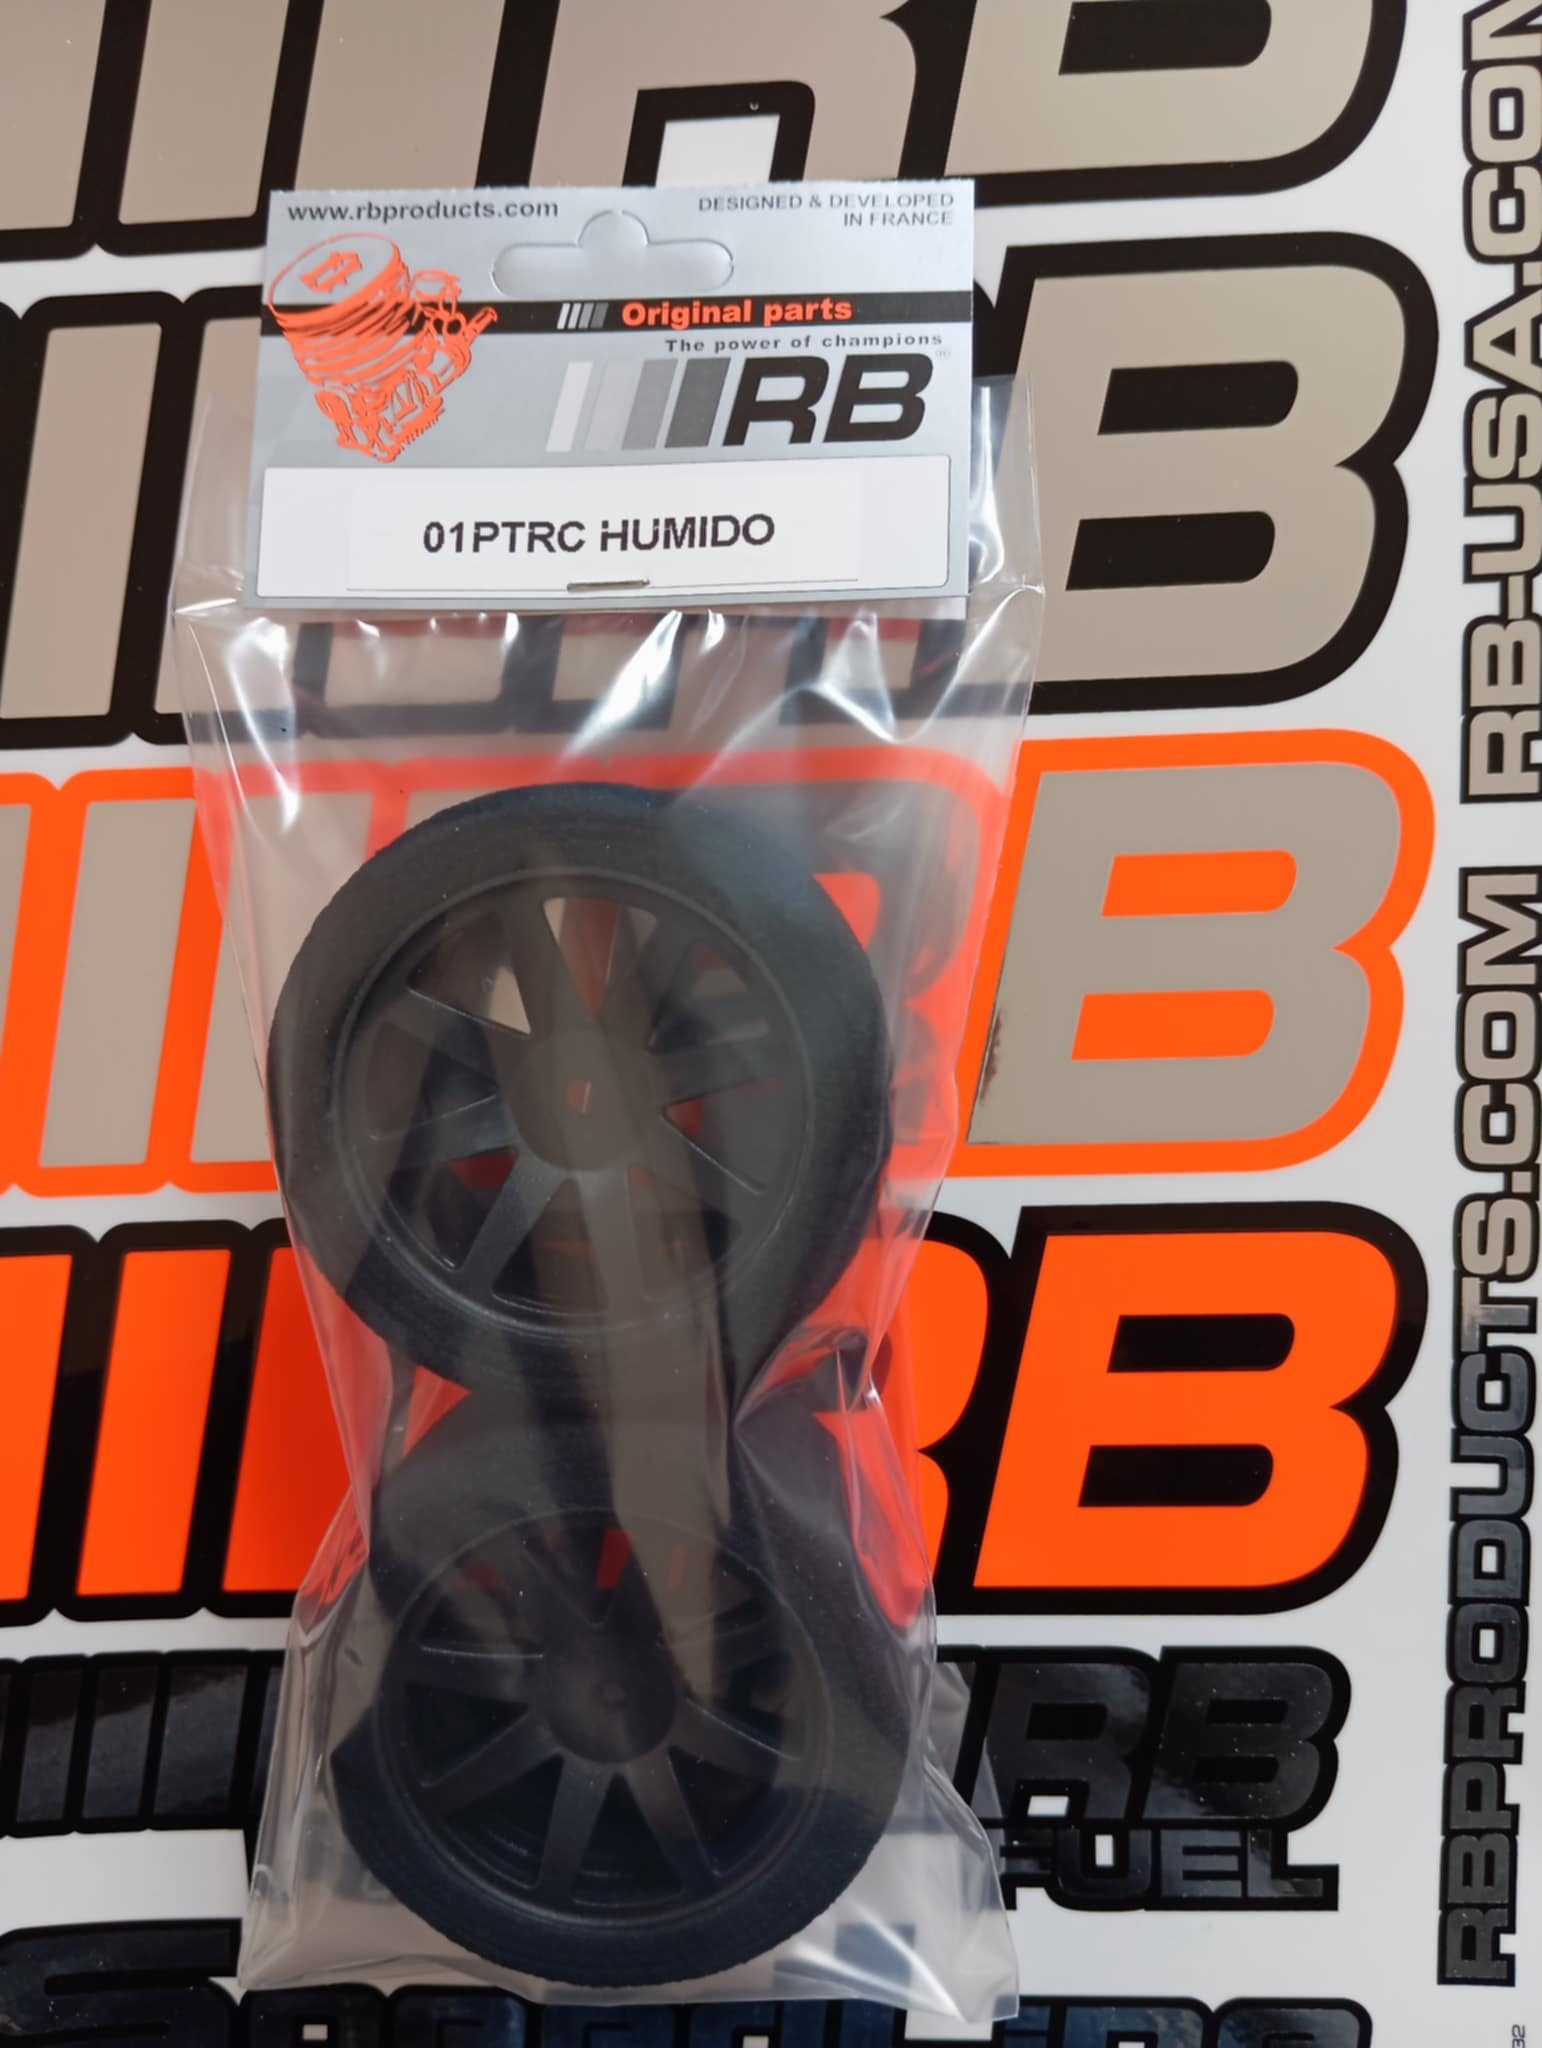 RB
www.rbproducts.com
DESIGNED & DEVELOPED
IN FRANCE
Original parts
The power of champions
RB®
01PTRC HUMIDO
RB
RB
RB
RB
FUEL
RBPRODUCTS.COM
RB-USA.COM
32